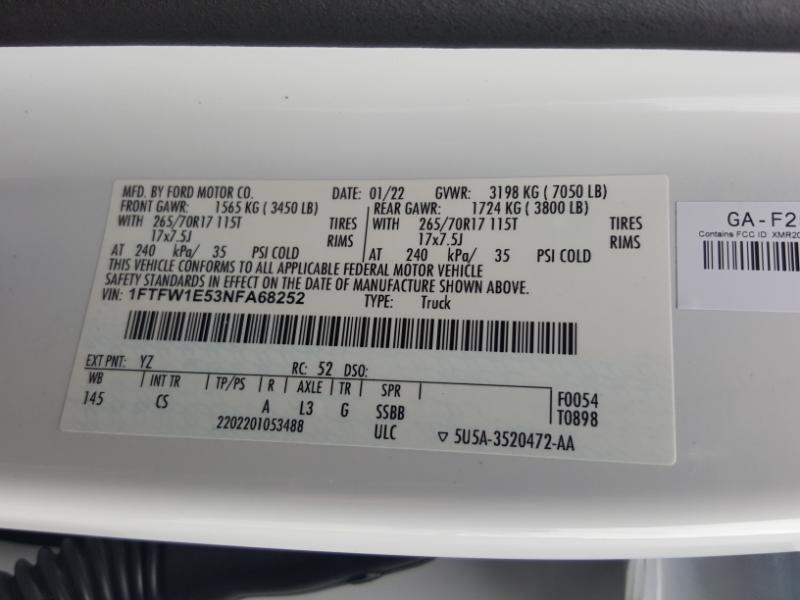 MFD. BY FORD MOTOR CO. DATE: 01/22 GVWR: 3198 KG ( 7050 LB)
FRONT GAWR: 1565 KG ( 3450 LB) REAR GAWR: 1724 KG ( 3800 LB)
WITH 265/70R17 115T TIRES WITH 265/70R17 115T TIRES
17x7.5J RIMS 17x7.5J RIMS
AT 240 kPa/ 35 PSI COLD AT 240 kPa/ 35 PSI COLD
THIS VEHICLE CONFORMS TO ALL APPLICABLE FEDERAL MOTOR VEHICLE
SAFETY STANDARDS IN EFFECT ON THE DATE OF MANUFACTURE SHOWN ABOVE.
VIN: 1FTFW1E53NFA68252 TYPE: Truck
EXT PNT: YZ RC: 52 DSO:
WB INT TR TP/PS R AXLE TR SPR
145 CS A L3 G SSBB
2202201053488 ULC
F0054
T0898
▽ 5U5A-3520472-AA
GA-F2
Contains FCC ID: XMR20